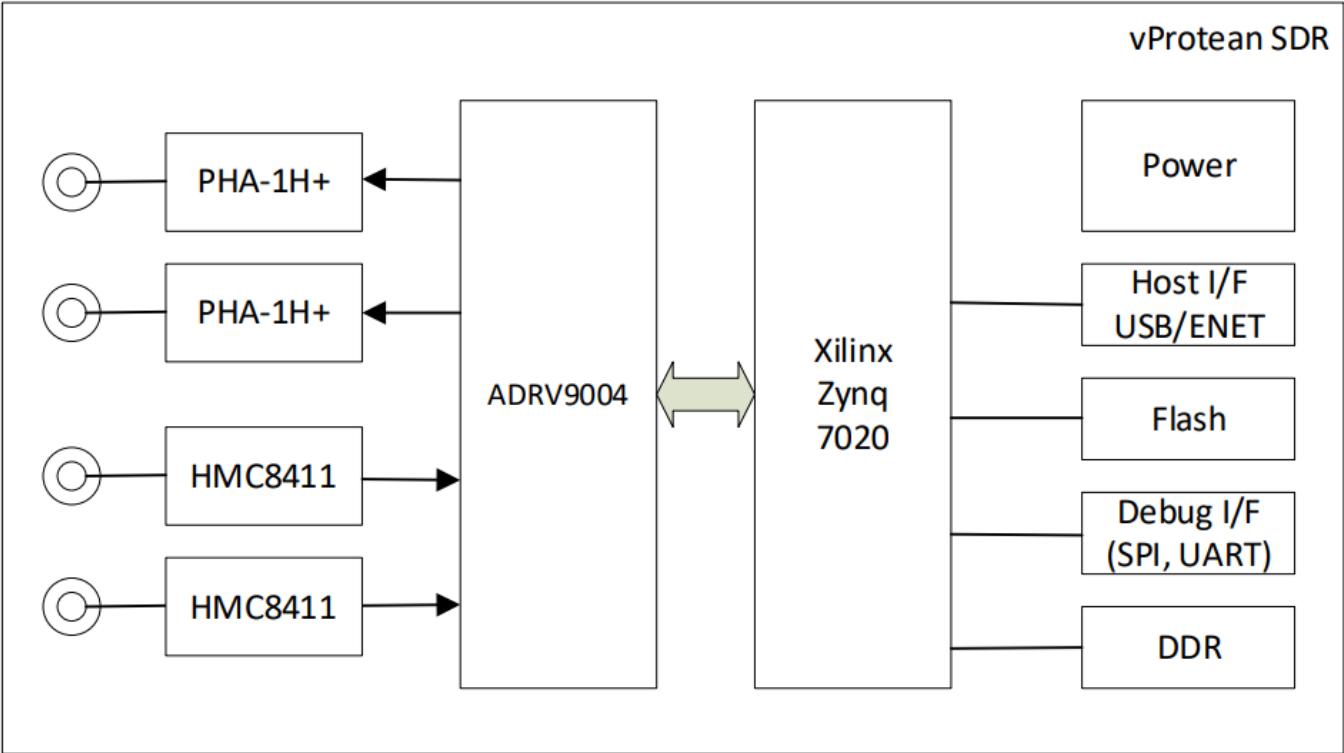 vProtean SDR
PHA-1H+
PHA-1H+
HMC8411
HMC8411
ADRV9004
Xilinx
Zynq
7020
Power
Host I/F
USB/ENET
Flash
Debug I/F
(SPI, UART)
DDR